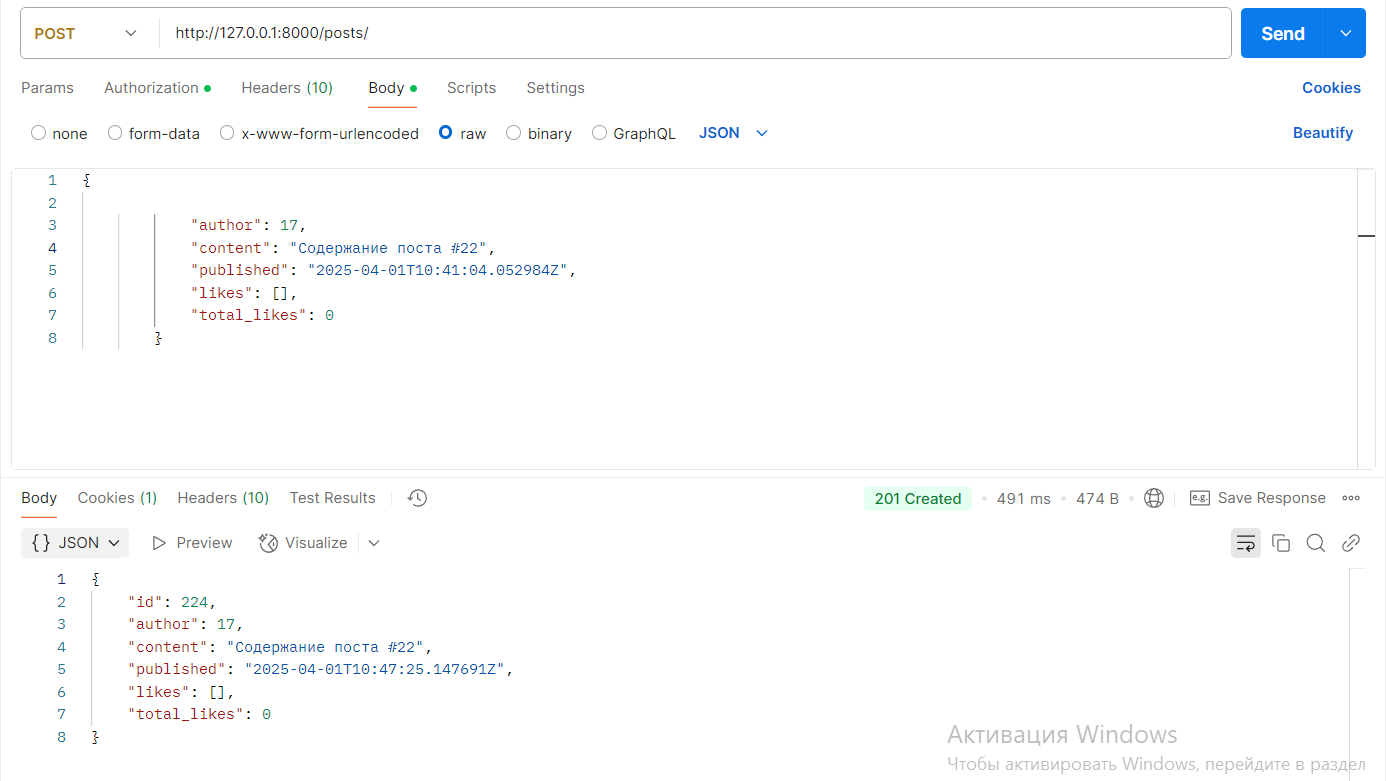 POST http://127.0.0.1:8000/posts/ Send
Params Authorization Headers (10) Body Scripts Settings Cookies
none form-data x-www-form-urlencoded raw binary GraphQL JSON Beautify
1 {
2
3 "author": 17,
4 "content": "Содержание поста #22",
5 "published": "2025-04-01T10:41:04.052984Z",
6 "likes": [],
7 "total_likes": 0
8 }
Body Cookies (1) Headers (10) Test Results 201 Created 491 ms 474 B e.g. Save Response
{} JSON Preview Visualize
1 {
2 "id": 224,
3 "author": 17,
4 "content": "Содержание поста #22",
5 "published": "2025-04-01T10:47:25.147691Z",
6 "likes": [],
7 "total_likes": 0
8 }
Активация Windows
Чтобы активировать Windows, перейдите в раздел